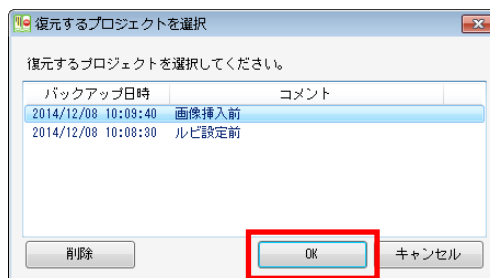 復元するプロジェクトを選択
復元するプロジェクトを選択してください。
バックアップ日時 コメント
2014/12/08 10:09:40 画像挿入前
2014/12/08 10:08:30 ルビ設定前
削除 OK キャンセル